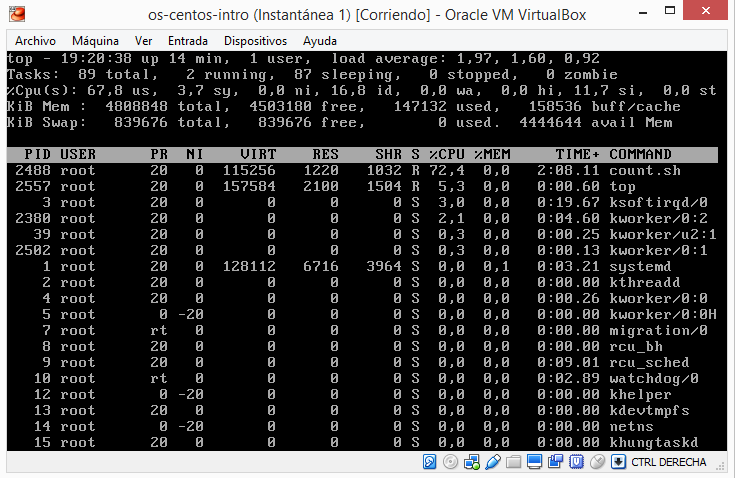 os-centos-intro (Instantánea 1) [Corriendo] - Oracle VM VirtualBox
Archivo Máquina Ver Entrada Dispositivos Ayuda
top - 19:20:38 up 14 min, 1 user, load average: 1,97, 1,60, 0,92
Tasks: 89 total, 2 running, 87 sleeping, 0 stopped, 0 zombie
%Cpu(s): 67,8 us, 3,7 sy, 0,0 ni, 16,8 id, 0,0 wa, 0,0 hi, 11,7 si, 0,0 st
KiB Mem : 4808848 total, 4503180 free, 147132 used, 158536 buff/cache
KiB Swap: 839676 total, 839676 free, 0 used. 4444644 avail Mem
PID USER PR NI VIRT RES SHR S %CPU %MEM TIME+ COMMAND
2488 root 20 0 115256 1220 1032 R 72,4 0,0 2:08.11 count.sh
2557 root 20 0 157584 2100 1504 R 5,3 0,0 0:00.60 top
3 root 20 0 0 0 0 S 3,0 0,0 0:19.67 ksoftirqd/0
2380 root 20 0 0 0 0 S 2,1 0,0 0:04.60 kworker/0:2
39 root 20 0 0 0 0 S 0,3 0,0 0:00.25 kworker/u2:1
2502 root 20 0 0 0 0 S 0,3 0,0 0:00.13 kworker/0:1
1 root 20 0 128112 6716 3964 S 0,0 0,1 0:03.21 systemd
2 root 20 0 0 0 0 S 0,0 0,0 0:00.00 kthreadd
4 root 20 0 0 0 0 S 0,0 0,0 0:00.26 kworker/0:0
5 root 0 -20 0 0 0 S 0,0 0,0 0:00.00 kworker/0:0H
7 root rt 0 0 0 0 S 0,0 0,0 0:00.00 migration/0
8 root 20 0 0 0 0 S 0,0 0,0 0:00.00 rcu_bh
9 root 20 0 0 0 0 S 0,0 0,0 0:09.01 rcu_sched
10 root rt 0 0 0 0 S 0,0 0,0 0:02.89 watchdog/0
12 root 0 -20 0 0 0 S 0,0 0,0 0:00.00 khelper
13 root 20 0 0 0 0 S 0,0 0,0 0:00.00 kdevtmpfs
14 root 0 -20 0 0 0 S 0,0 0,0 0:00.00 netns
15 root 20 0 0 0 0 S 0,0 0,0 0:00.00 khungtaskd
CTRL DERECHA